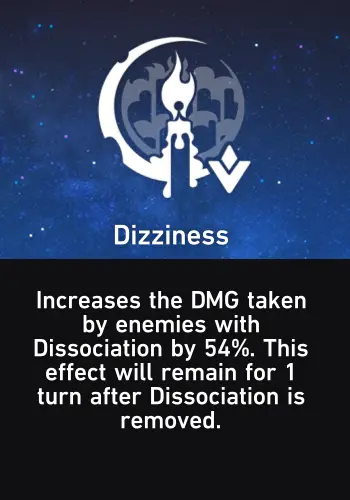 Dizziness
Increases the DMG taken
by enemies with
Dissociation by 54%. This
effect will remain for 1
turn after Dissociation is
removed.